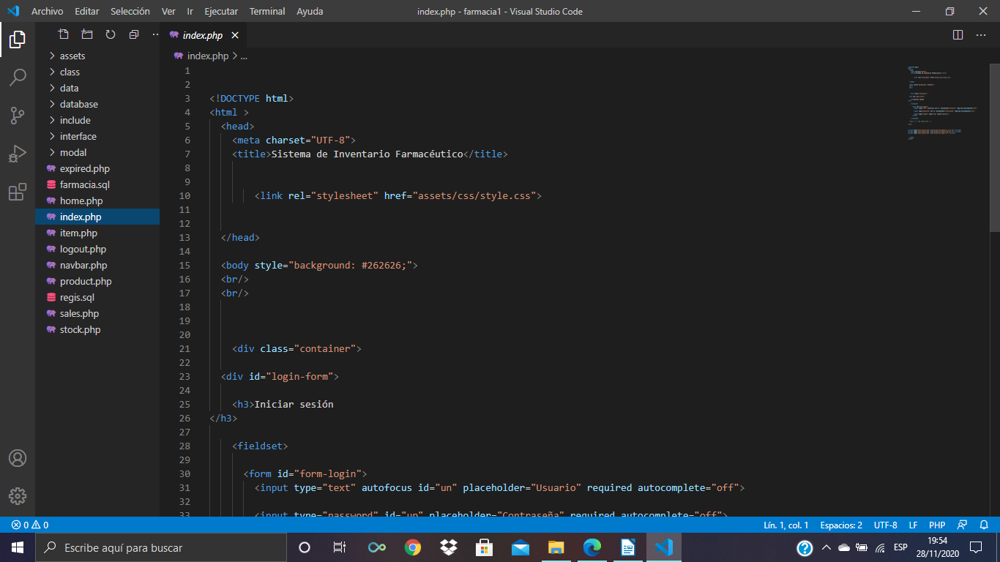 Archivo Editar Selección Ver Ir Ejecutar Terminal Ayuda
index.php - farmacia1 - Visual Studio Code
index.php
index.php > ...
assets
class
data
database
include
interface
modal
expired.php
farmacia.sql
home.php
index.php
item.php
logout.php
navbar.php
product.php
regis.sql
sales.php
stock.php
1
2
3 <!DOCTYPE html>
4 <html >
5 <head>
6 <meta charset="UTF-8">
7 <title>Sistema de Inventario Farmacéutico</title>
8
9
10 <link rel="stylesheet" href="assets/css/style.css">
11
12
13 </head>
14
15 <body style="background: #262626;">
16 <br/>
17 <br/>
18
19
20
21 <div class="container">
22
23 <div id="login-form">
24
25 <h3>Iniciar sesión
26 </h3>
27
28 <fieldset>
29
30 <form id="form-login">
31 <input type="text" autofocus id="un" placeholder="Usuario" required autocomplete="off">
32
33 <input type="password" id="up" placeholder="Contraseña" required autocomplete="off">
0 0
Lín. 1, col. 1 Espacios: 2 UTF-8 LF PHP
Escribe aquí para buscar
ESP
19:54
28/11/2020